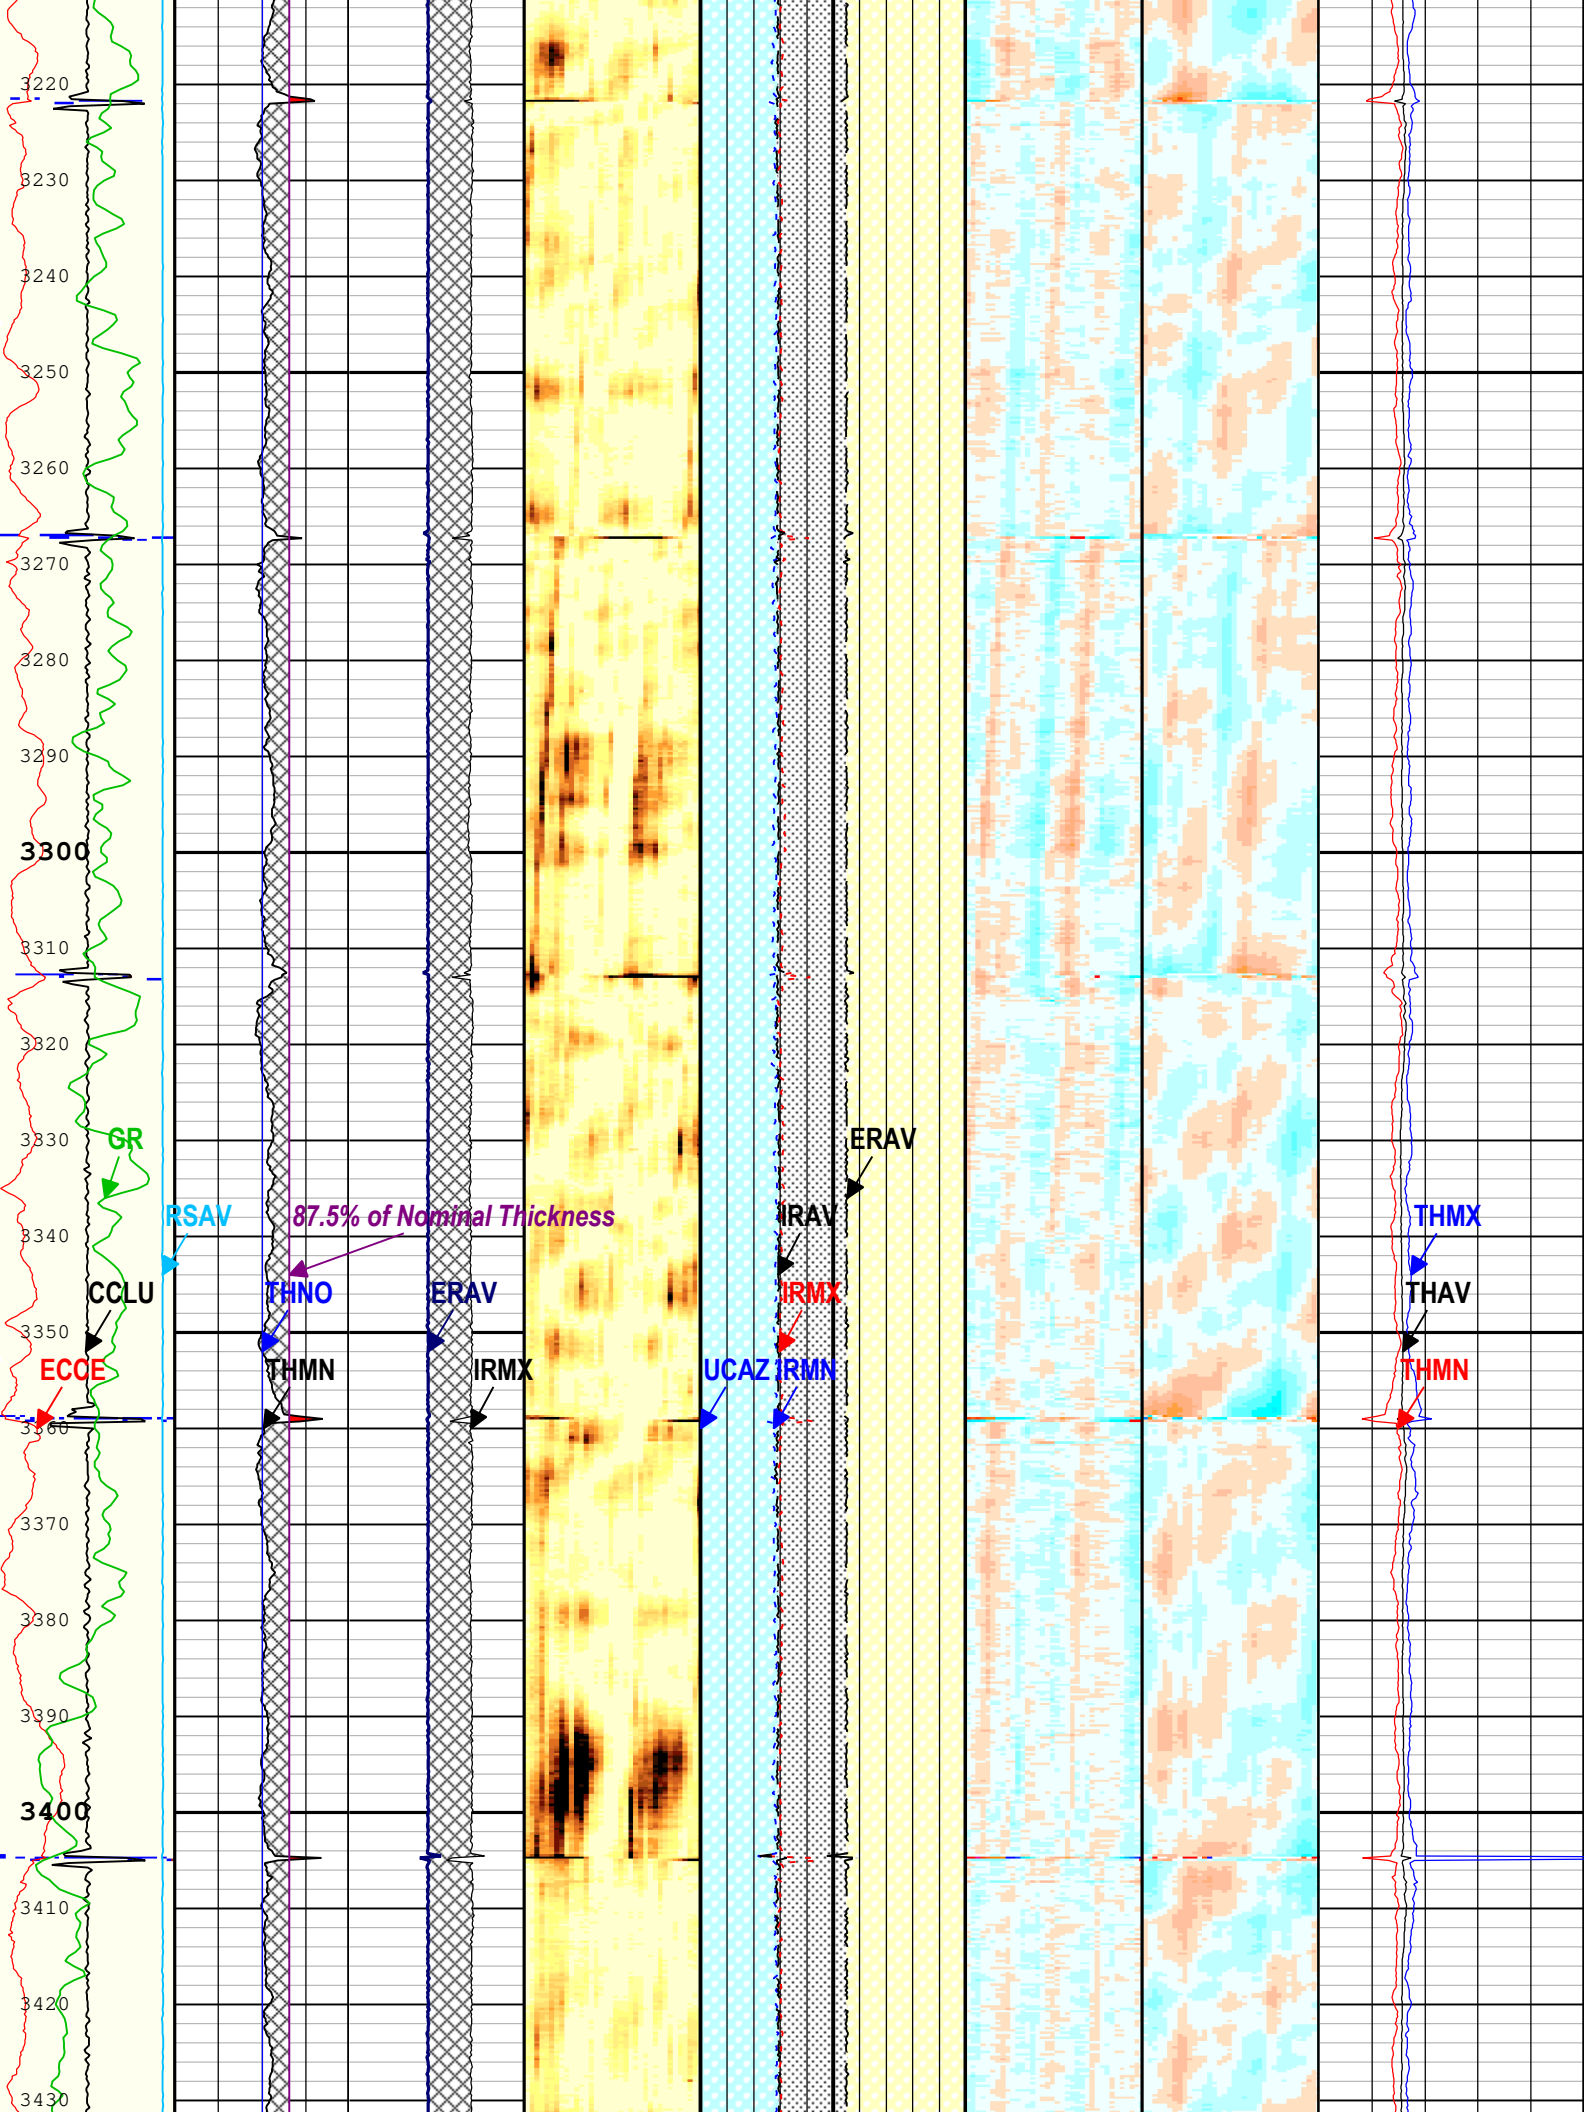 3220
3230
3240
3250
3260
3270
3280
3290
3300
3310
3320
3330
GR
ERAV
RSAV
87.5% of Nominal Thickness
IRAV
THMX
3340
CCLU
THNO
ERAV
IRMX
THAV
3350
ECCE
THMN
IRMX
UCAZ
IRMN
THMN
3360
3370
3380
3390
3400
3410
3420
3430